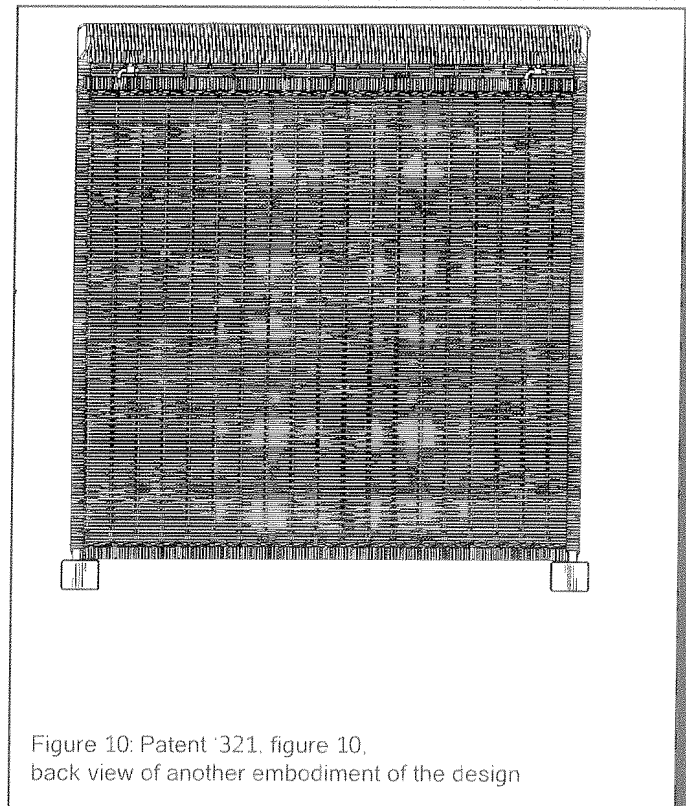 Figure 10: Patent '321, figure 10,
back view of another embodiment of the design